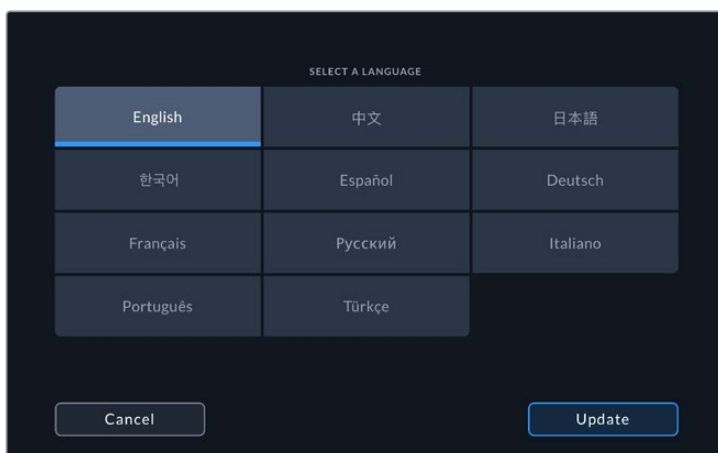 SELECT A LANGUAGE
English 中文 日本語
한국어 Español Deutsch
Français Русский Italiano
Português Türkçe
Cancel Update